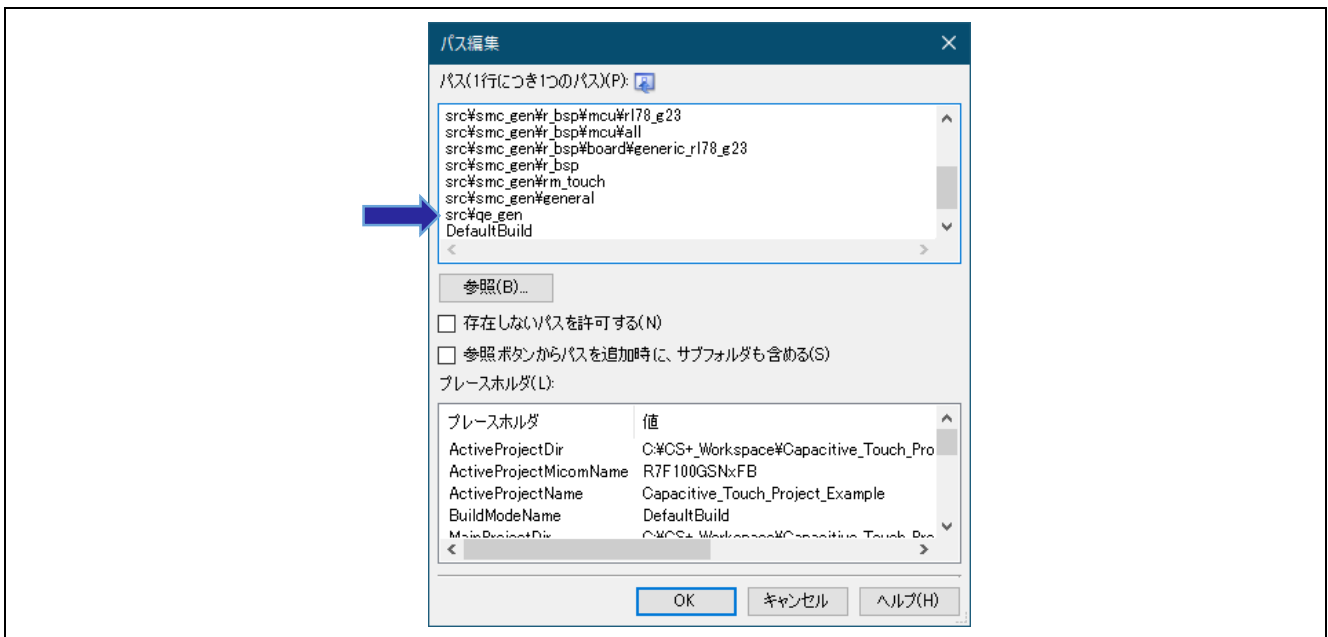 パス編集
パス(1行につき1つのパス)(P):
src¥smc_gen¥r_bsp¥mcu¥rl78_g23
src¥smc_gen¥r_bsp¥mcu¥all
src¥smc_gen¥r_bsp¥board¥generic_rl78_g23
src¥smc_gen¥r_bsp
src¥smc_gen¥rm_touch
src¥smc_gen¥general
src¥qe_gen
DefaultBuild
参照(B)...
存在しないパスを許可する(N)
参照ボタンからパスを追加時に、サブフォルダも含める(S)
プレースホルダ(L):
プレースホルダ 値
ActiveProjectDir C:¥CS+_Workspace¥Capacitive_Touch_Pro
ActiveProjectMicomName R7F100GSNxFB
ActiveProjectName Capacitive_Touch_Project_Example
BuildModeName DefaultBuild
MainProjectDir C:¥CS+_Workspace¥Capacitive_Touch_Pro
OK キャンセル ヘルプ(H)